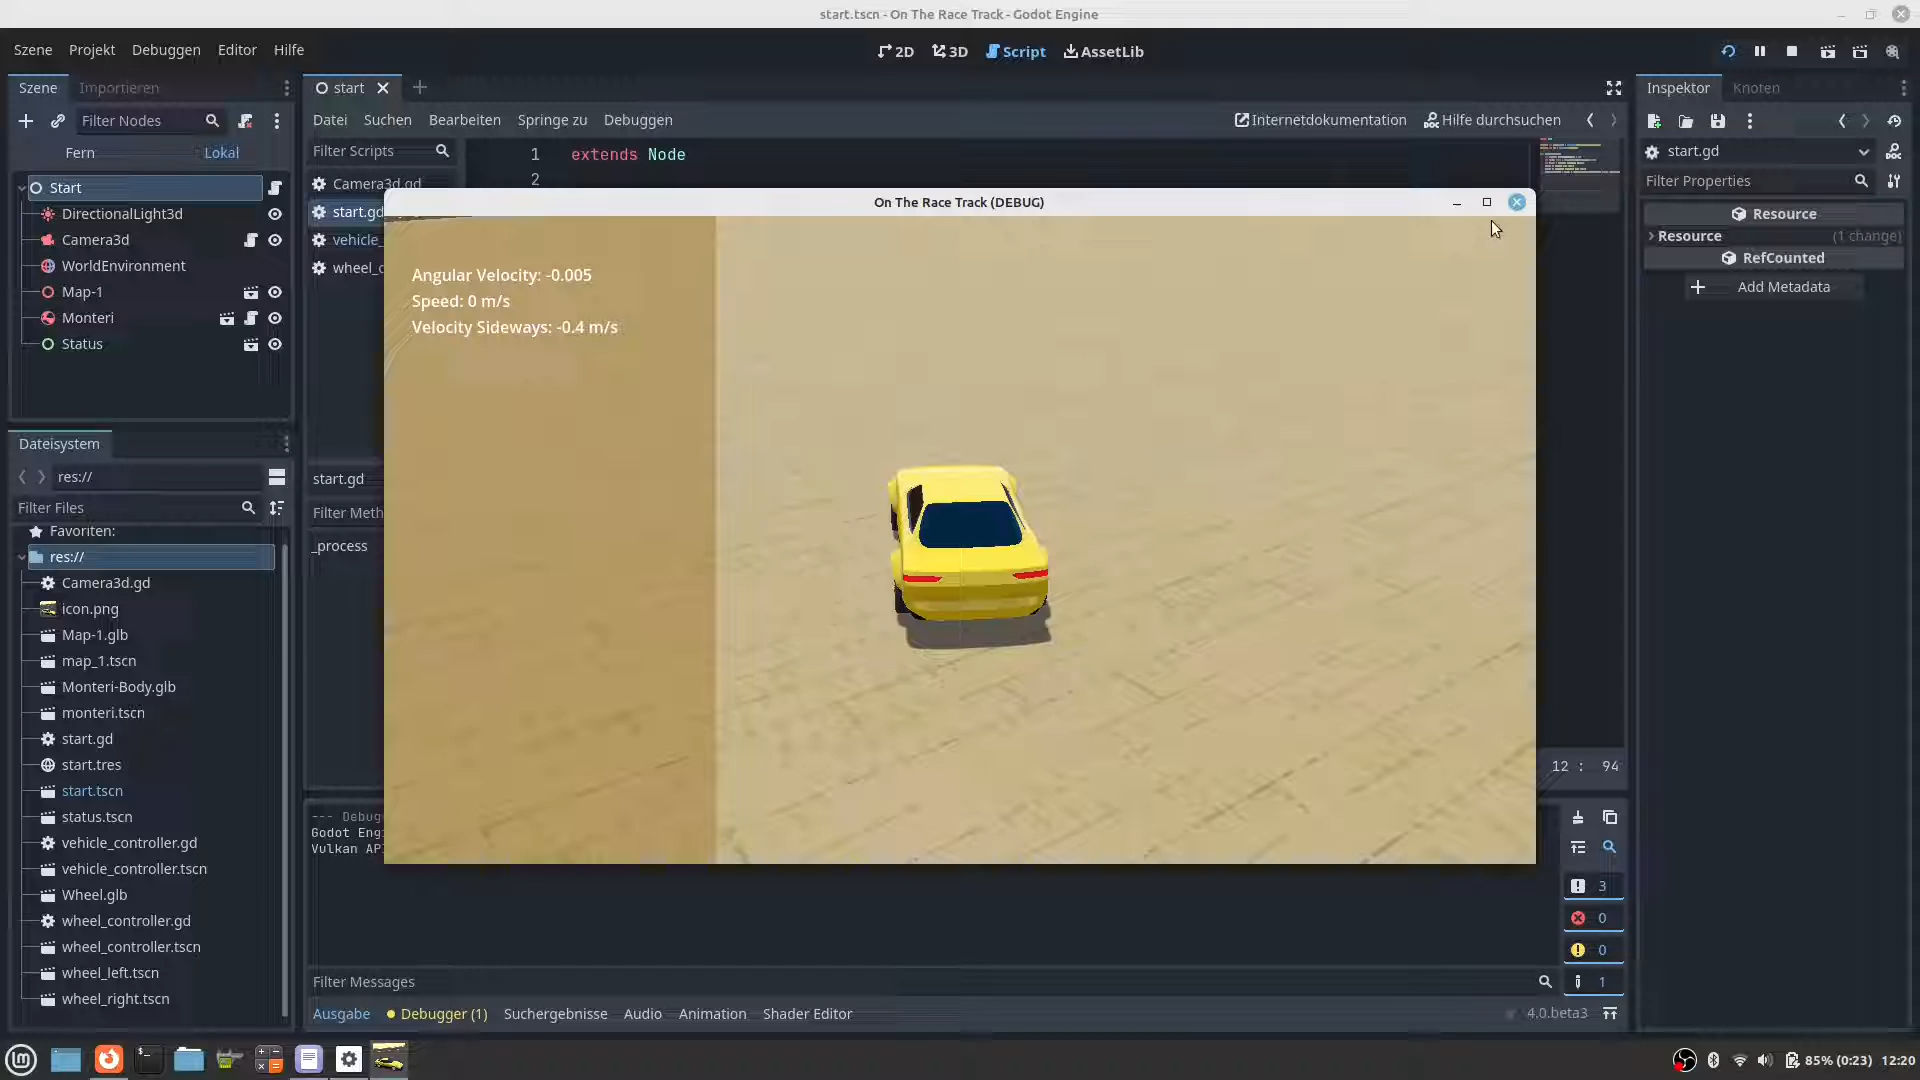 start.tscn - On The Race Track - Godot Engine
Szene Projekt Debuggen Editor Hilfe
2D 3D Script AssetLib
Szene Importieren
start
Inspektor Knoten
Filter Nodes
Datei Suchen Bearbeiten Springe zu Debuggen
Internetdokumentation Hilfe durchsuchen
Fern Lokal
Filter Scripts
1 extends Node
2
start.gd
Filter Properties
Start
Camera3d.gd
DirectionalLight3d
start.gd
On The Race Track (DEBUG)
Resource
Camera3d
vehicle_
Resource (1 change)
WorldEnvironment
wheel_c
RefCounted
Map-1
Angular Velocity: -0.005
Add Metadata
Monteri
Speed: 0 m/s
Status
Velocity Sideways: -0.4 m/s
Dateisystem
res://
start.gd
Filter Files
Filter Meth
Favoriten:
_process
res://
Camera3d.gd
icon.png
Map-1.glb
map_1.tscn
Monteri-Body.glb
monteri.tscn
start.gd
start.tres
12 : 94
start.tscn
status.tscn
--- Debug
Godot Eng
Vulkan AP
vehicle_controller.gd
vehicle_controller.tscn
Wheel.glb
3
wheel_controller.gd
0
wheel_controller.tscn
0
wheel_left.tscn
Filter Messages
1
wheel_right.tscn
Ausgabe Debugger (1) Suchergebnisse Audio Animation Shader Editor
4.0.beta3
85% (0:23) 12:20